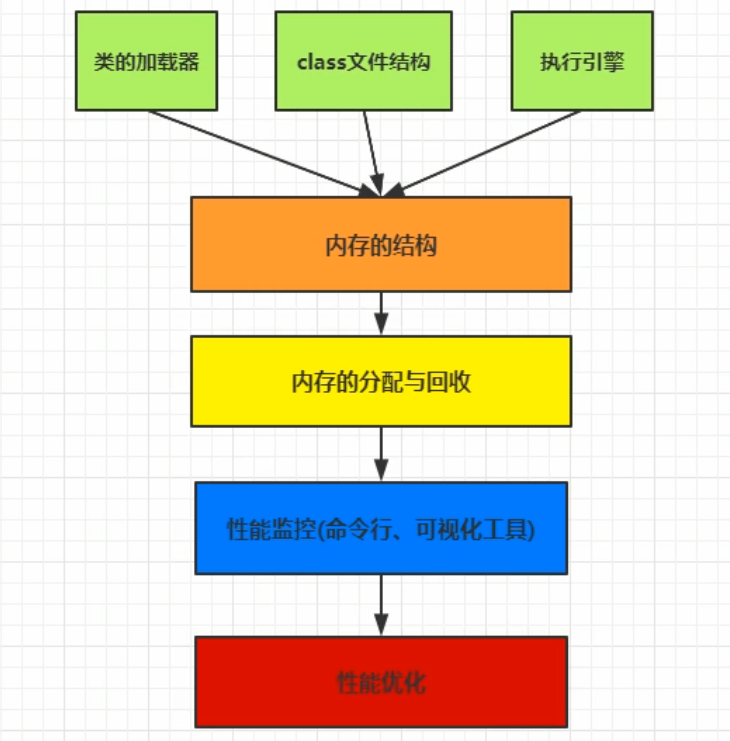 类的加载器
class文件结构
执行引擎
内存的结构
内存的分配与回收
性能监控(命令行、可视化工具)
性能优化